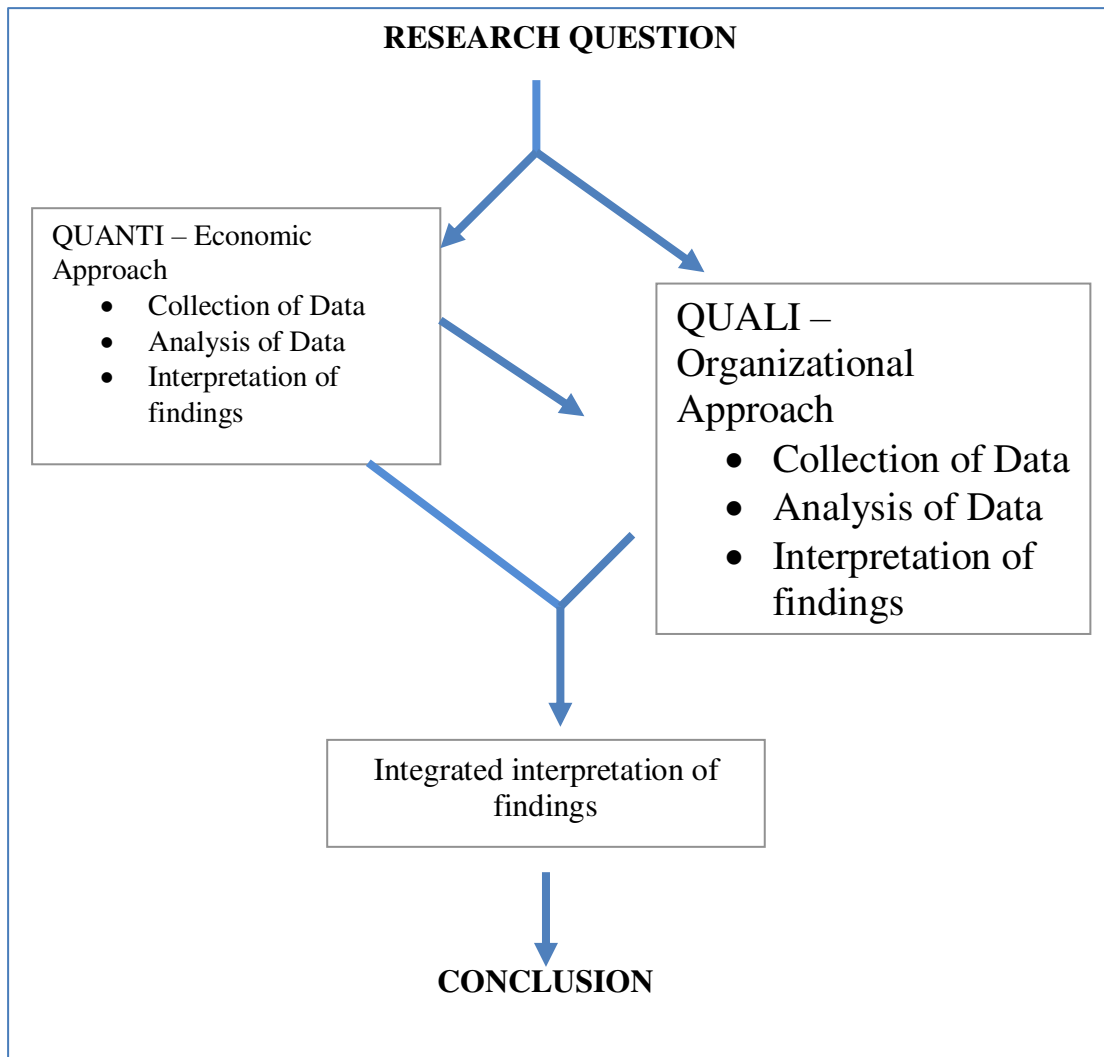 RESEARCH QUESTION
QUANTI – Economic
Approach
• Collection of Data
• Analysis of Data
• Interpretation of
findings
QUALI –
Organizational
Approach
• Collection of Data
• Analysis of Data
• Interpretation of
findings
Integrated interpretation of
findings
CONCLUSION